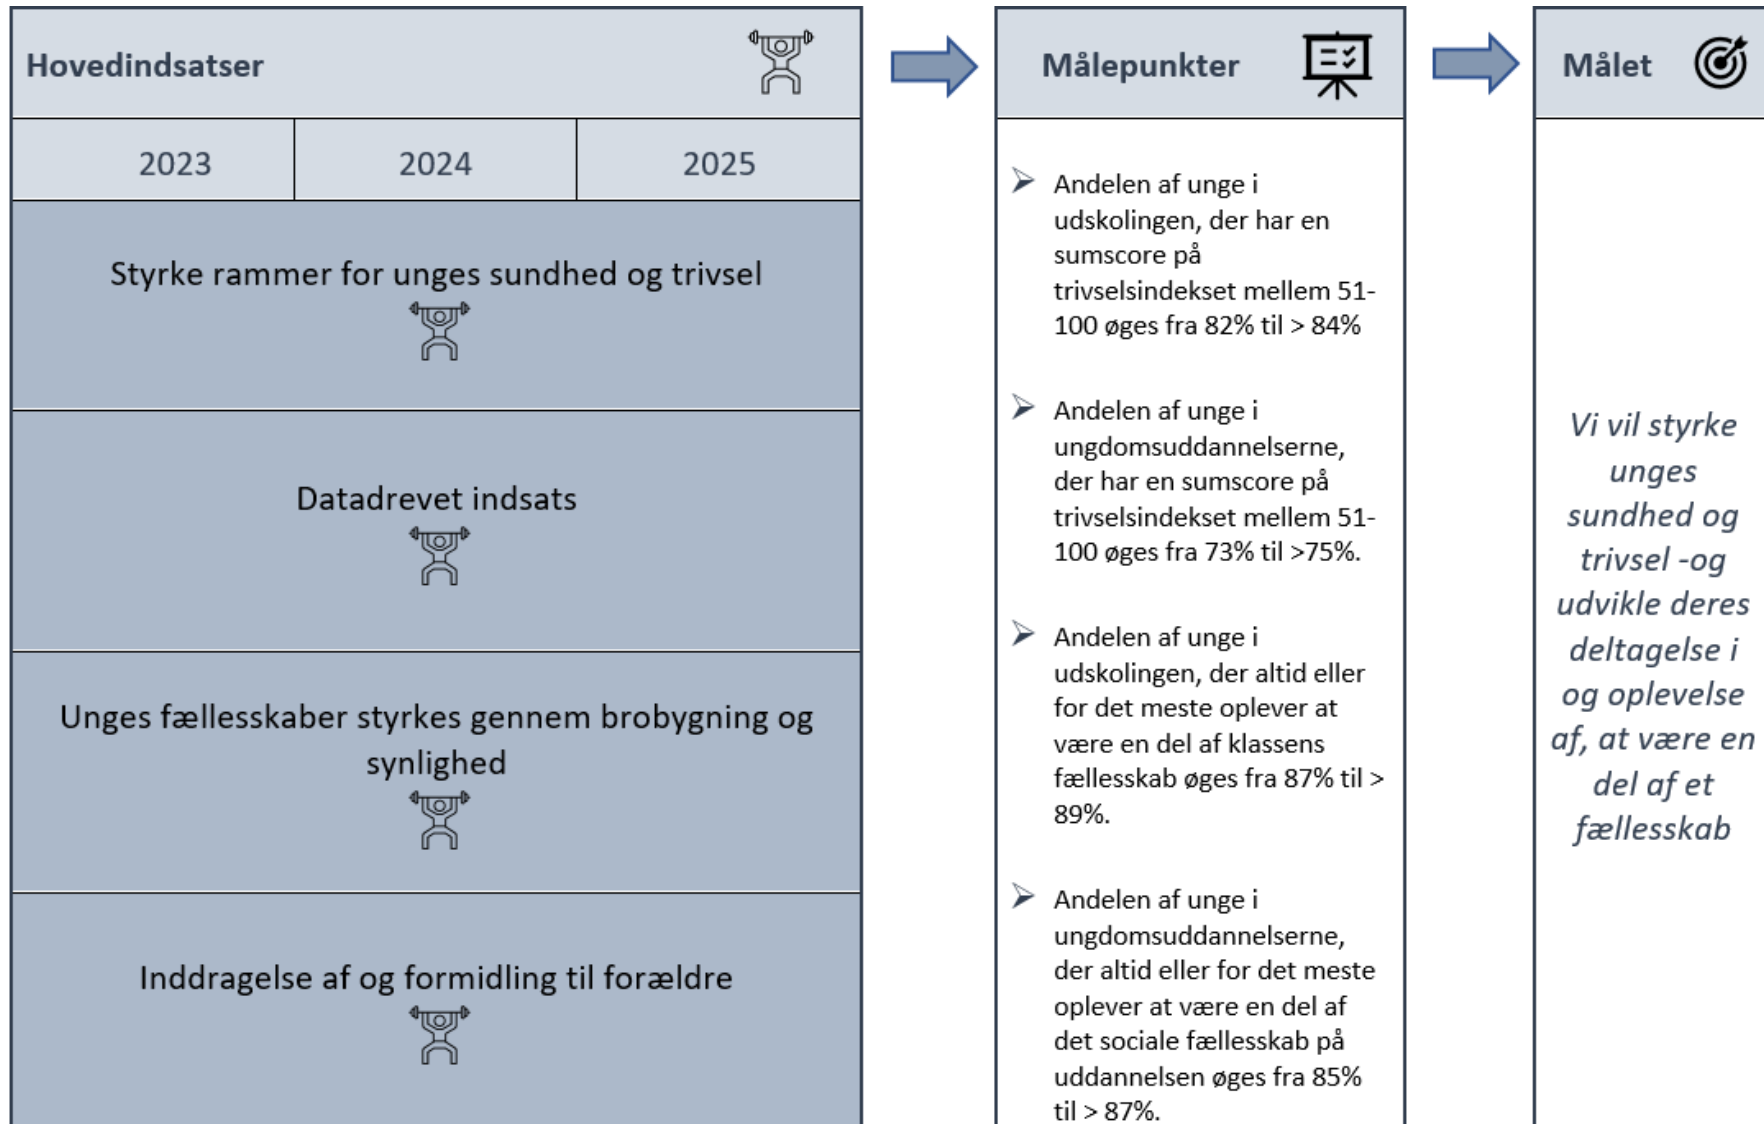 Hovedindsatser
2023 2024 2025
Styrke rammer for unges sundhed og trivsel
Datadrevet indsats
Unges fællesskaber styrkes gennem brobygning og
synlighed
Inddragelse af og formidling til forældre
Målepunkter
➢ Andelen af unge i
udskolingen, der har en
sumscore på
trivselsindekset mellem 51-
100 øges fra 82% til > 84%
➢ Andelen af unge i
ungdomsuddannelserne,
der har en sumscore på
trivselsindekset mellem 51-
100 øges fra 73% til >75%.
➢ Andelen af unge i
udskolingen, der altid eller
for det meste oplever at
være en del af klassens
fællesskab øges fra 87% til >
89%.
➢ Andelen af unge i
ungdomsuddannelserne,
der altid eller for det meste
oplever at være en del af
det sociale fællesskab på
uddannelsen øges fra 85%
til > 87%.
Målet
Vi vil styrke
unges
sundhed og
trivsel -og
udvikle deres
deltagelse i
og oplevelse
af, at være en
del af et
fællesskab